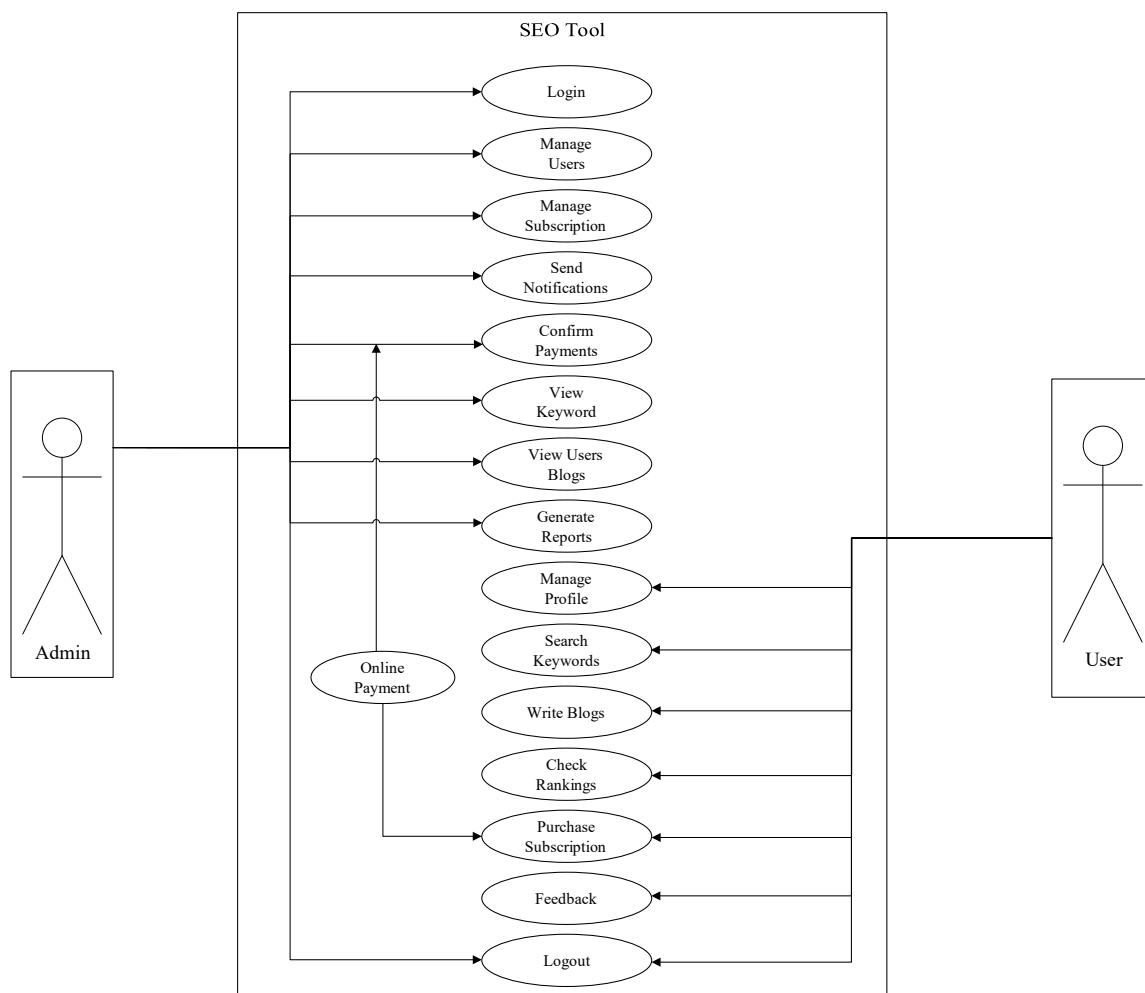 SEO Tool
Login
Manage
Users
Manage
Subscription
Send
Notifications
Confirm
Payments
View
Keyword
View Users
Blogs
Generate
Reports
Manage
Profile
Search
Keywords
Admin
User
Online
Payment
Write Blogs
Check
Rankings
Purchase
Subscription
Feedback
Logout